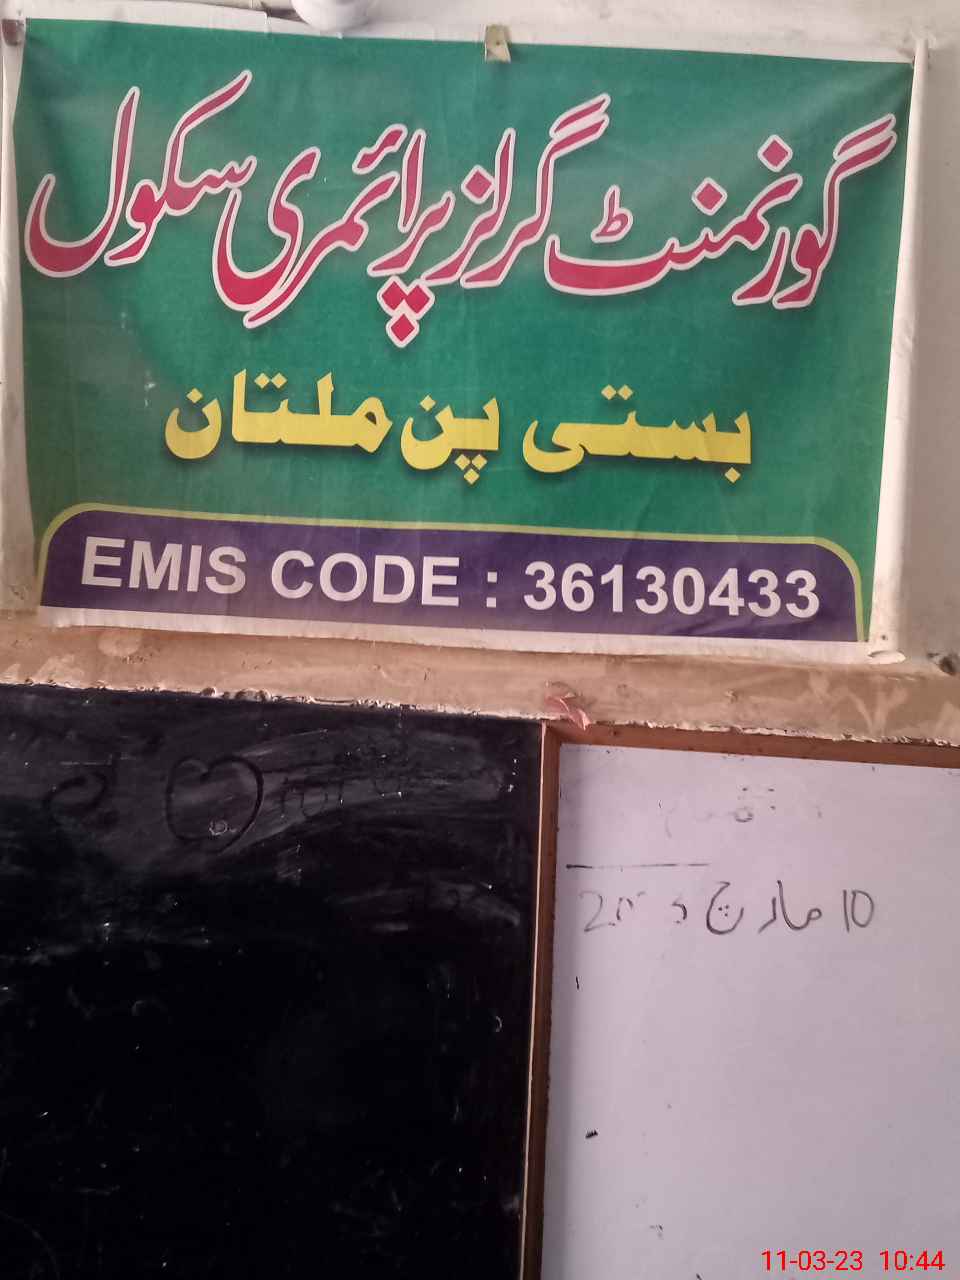 گورنمنٹ گرلز پرائمری سکول
بستی پن ملتان
EMIS CODE : 36130433
10 مارچ
11-03-23 10:44